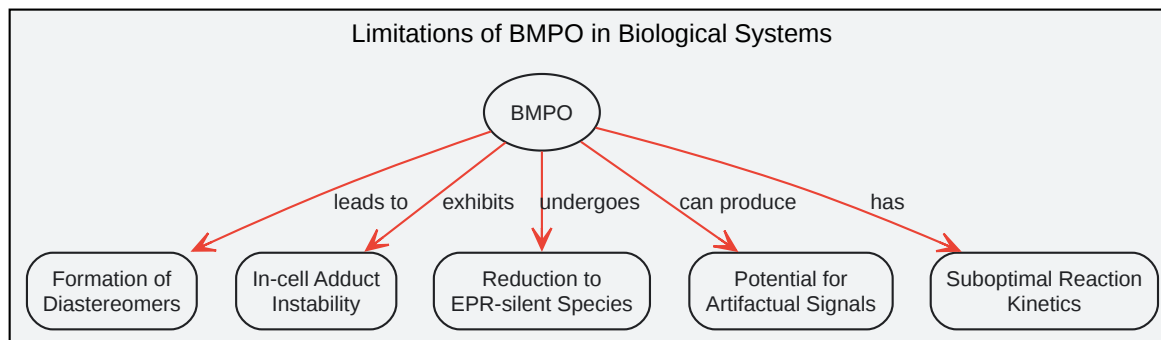 Limitations of BMPO in Biological Systems
BMPO
leads to
exhibits
undergoes
can produce
has
Formation of
Diastereomers
In-cell Adduct
Instability
Reduction to
EPR-silent Species
Potential for
Artifactual Signals
Suboptimal Reaction
Kinetics